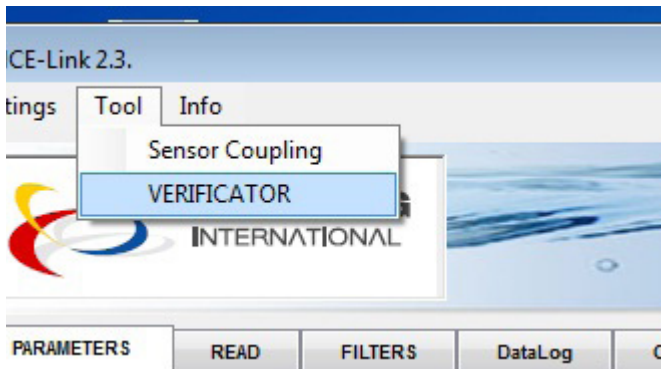 CE-Link 2.3.
tings Tool Info
Sensor Coupling
VERIFICATOR
INTERNATIONAL
PARAMETERS READ FILTERS DataLog